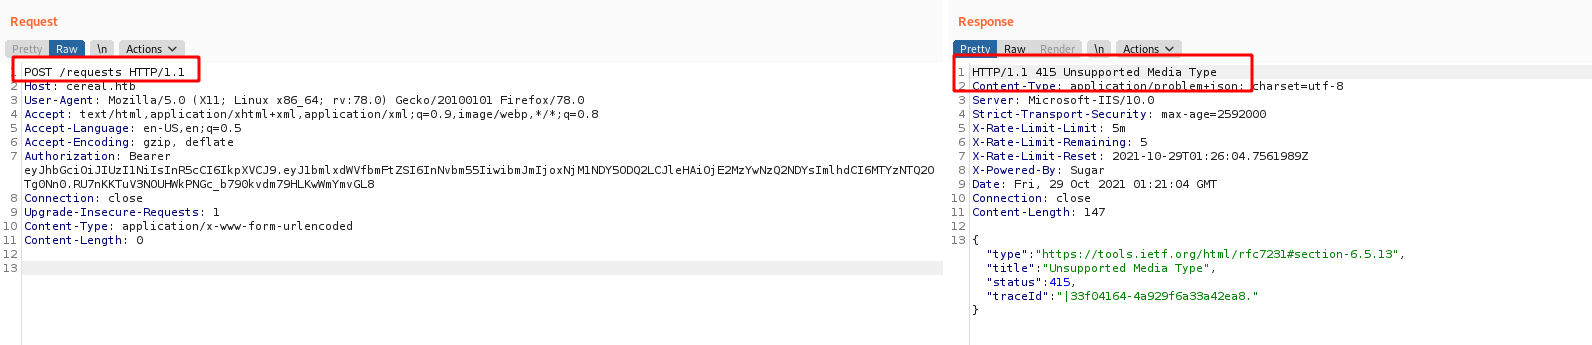 Request
Pretty Raw \n Actions
1 POST /requests HTTP/1.1
2 Host: cereal.htb
3 User-Agent: Mozilla/5.0 (X11; Linux x86_64; rv:78.0) Gecko/20100101 Firefox/78.0
4 Accept: text/html,application/xhtml+xml,application/xml;q=0.9,image/webp,*/*;q=0.8
5 Accept-Language: en-US,en;q=0.5
6 Accept-Encoding: gzip, deflate
7 Authorization: Bearer
eyJhbGciOiJIUzI1NiIsInR5cCI6IkpXVCJ9.eyJ1bmlxdWVfbmFtZSI6InNvbm55IiwibmJmIjoxNjM1NDY5ODQ2LCJleHAiOjE2MzYwNzQ2NDYsImlhdCI6MTYzNTQ2O
Tg0Nn0.RU7nKKTuV3NOUHWkPNGc_b790kvdm79HLKwWmYmvGL8
8 Connection: close
9 Upgrade-Insecure-Requests: 1
10 Content-Type: application/x-www-form-urlencoded
11 Content-Length: 0
12
13
Response
Pretty Raw Render \n Actions
1 HTTP/1.1 415 Unsupported Media Type
2 Content-Type: application/problem+json; charset=utf-8
3 Server: Microsoft-IIS/10.0
4 Strict-Transport-Security: max-age=2592000
5 X-Rate-Limit-Limit: 5m
6 X-Rate-Limit-Remaining: 5
7 X-Rate-Limit-Reset: 2021-10-29T01:26:04.7561989Z
8 X-Powered-By: Sugar
9 Date: Fri, 29 Oct 2021 01:21:04 GMT
10 Connection: close
11 Content-Length: 147
12
13 {
"type":"https://tools.ietf.org/html/rfc7231#section-6.5.13",
"title":"Unsupported Media Type",
"status":415,
"traceId":"|33f04164-4a929f6a33a42ea8."
}